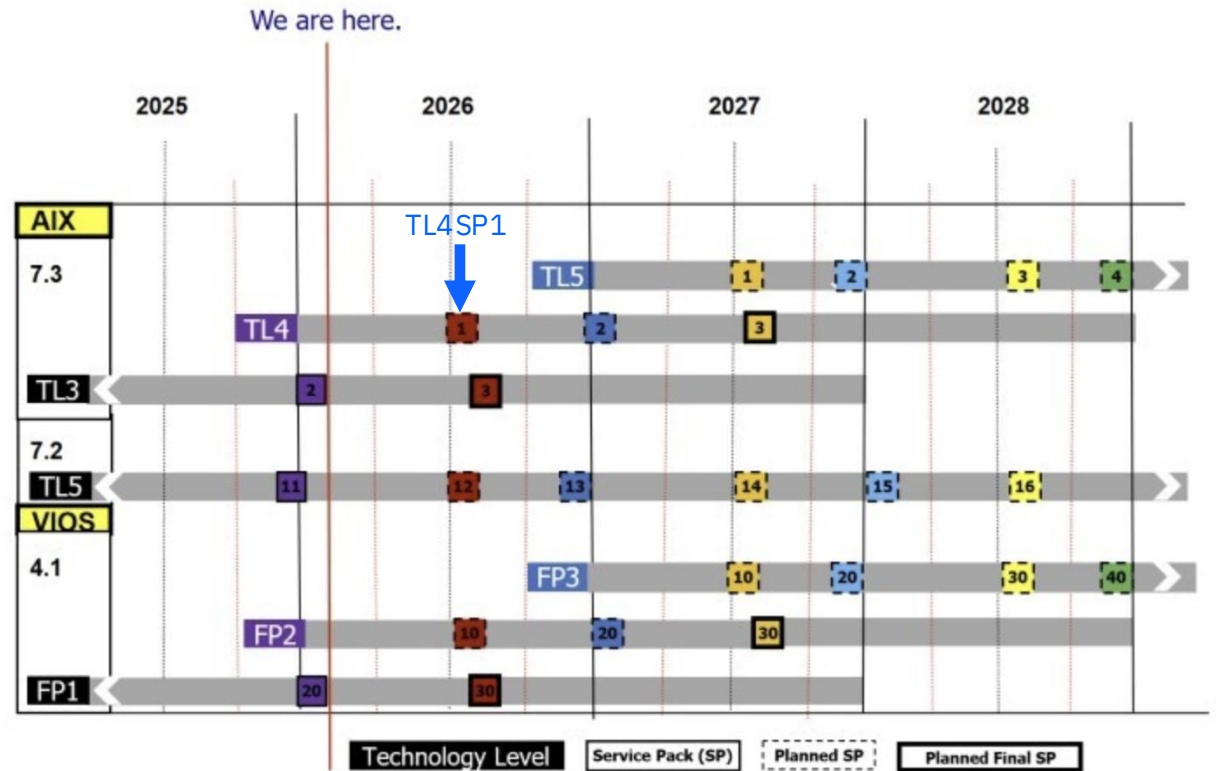 We are here.
2025 2026 2027 2028
AIX
TL4SP1
7.3
TL5 1 2 3 4
TL4 1 2 3
TL3 2 3
7.2
TL5 11 12 13 14 15 16
VIOS
4.1
FP3 10 20 30 40
FP2 10 20 30
FP1 20 30
Technology Level Service Pack (SP) Planned SP Planned Final SP